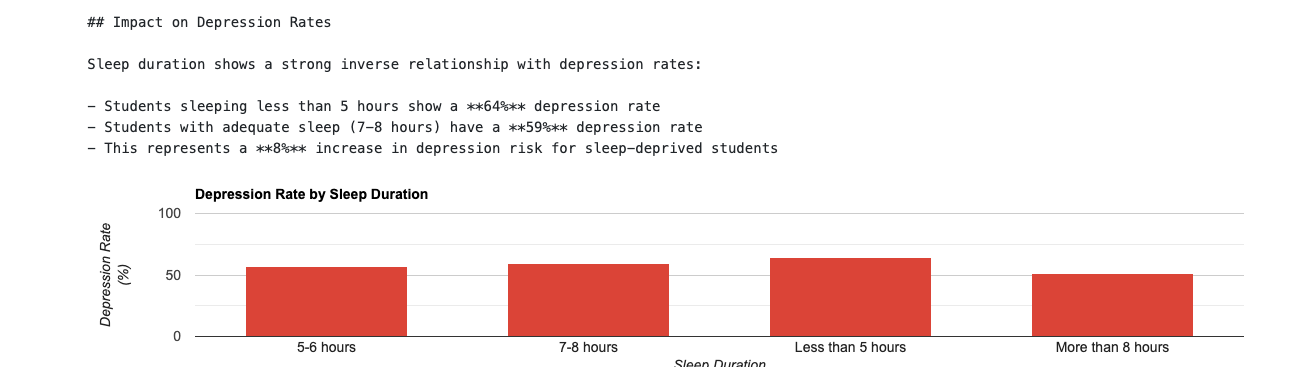 ## Impact on Depression Rates
Sleep duration shows a strong inverse relationship with depression rates:
– Students sleeping less than 5 hours show a **64%** depression rate
– Students with adequate sleep (7–8 hours) have a **59%** depression rate
– This represents a **8%** increase in depression risk for sleep–deprived students
Depression Rate by Sleep Duration
Depression Rate
(%)
100
50
0
5-6 hours
7-8 hours
Less than 5 hours
More than 8 hours
Sleep Duration